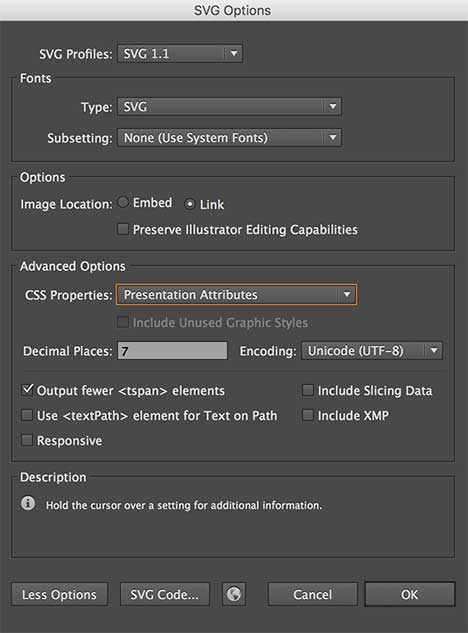 SVG Options
SVG Profiles: SVG 1.1
Fonts
Type: SVG
Subsetting: None (Use System Fonts)
Options
Image Location: Embed Link
Preserve Illustrator Editing Capabilities
Advanced Options
CSS Properties: Presentation Attributes
Include Unused Graphic Styles
Decimal Places: 7 Encoding: Unicode (UTF-8)
Output fewer <tspan> elements Include Slicing Data
Use <textPath> element for Text on Path Include XMP
Responsive
Description
Hold the cursor over a setting for additional information.
Less Options SVG Code... Cancel OK